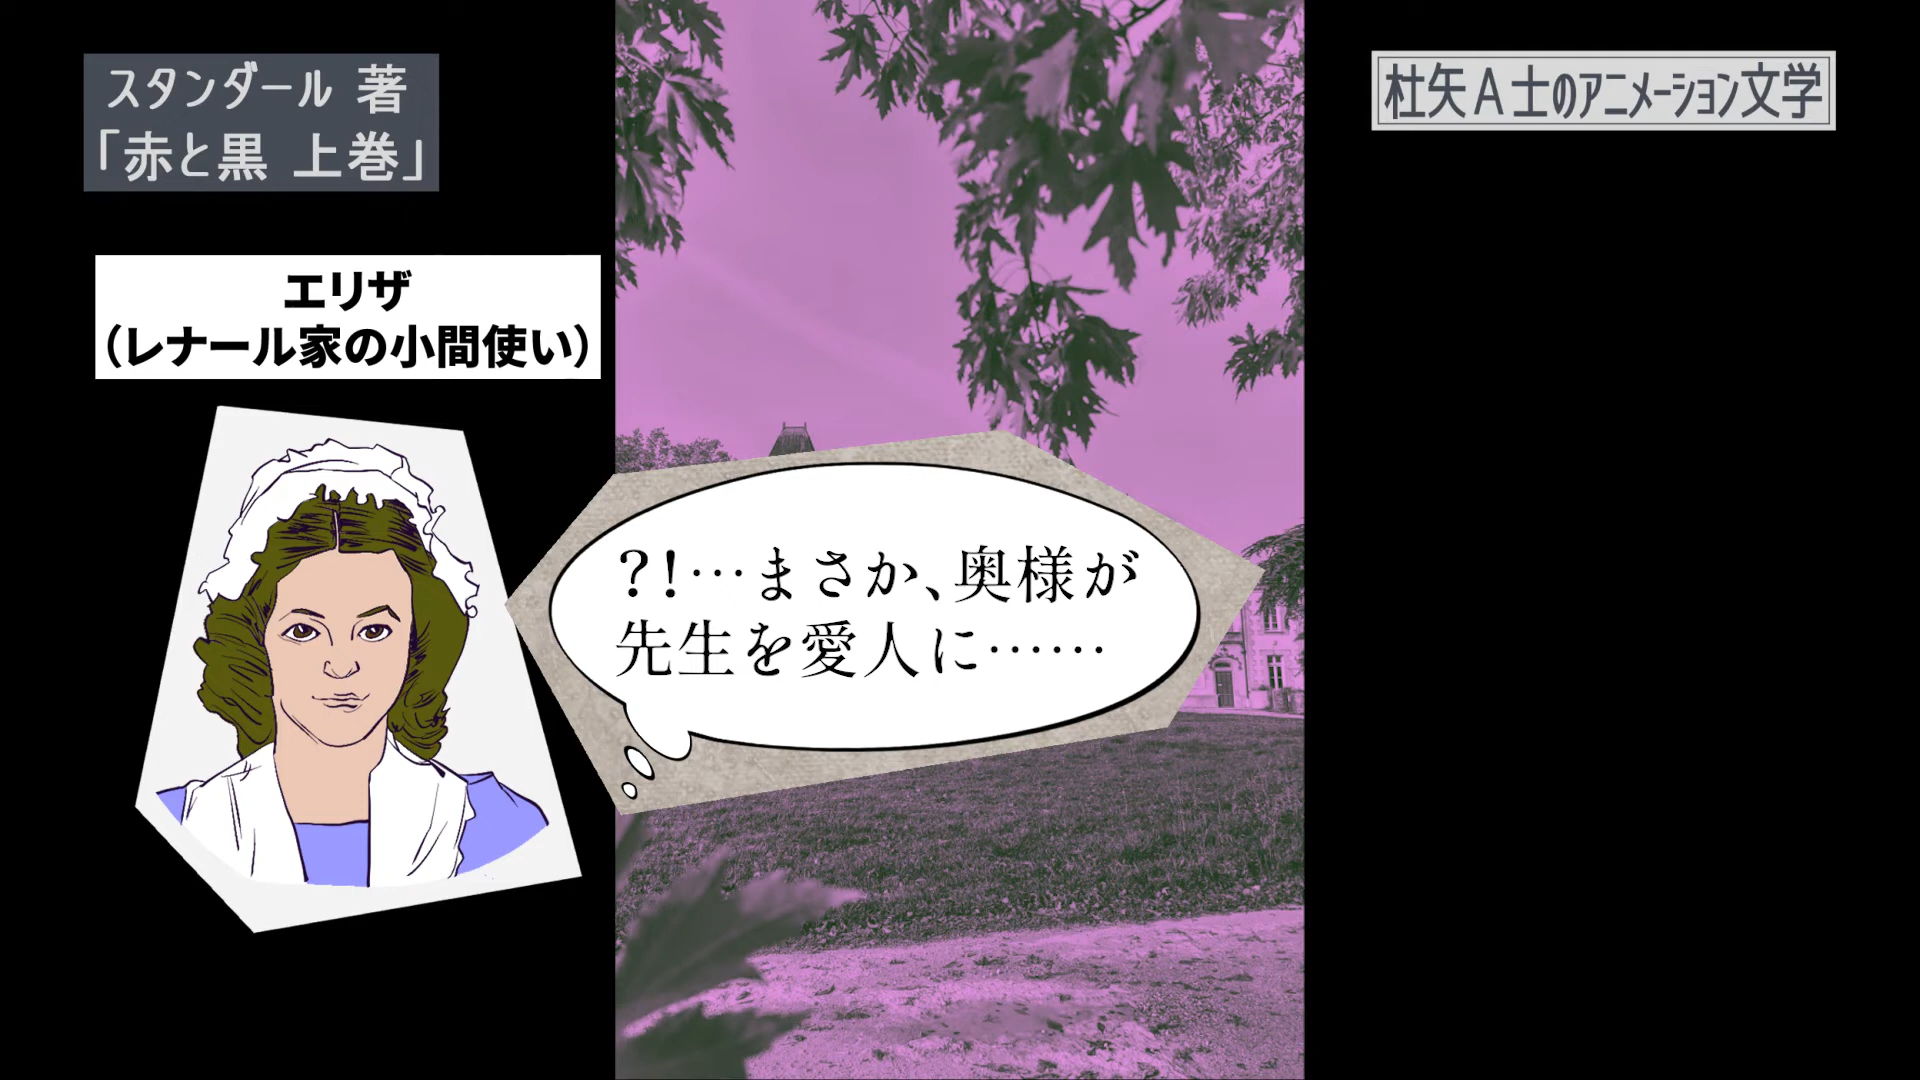 スタンダール 著
「赤と黒 上巻」
杜矢A士のアニメーション文学
エリザ
（レナール家の小間使い）
？！…まさか、奥様が
先生を愛人に……